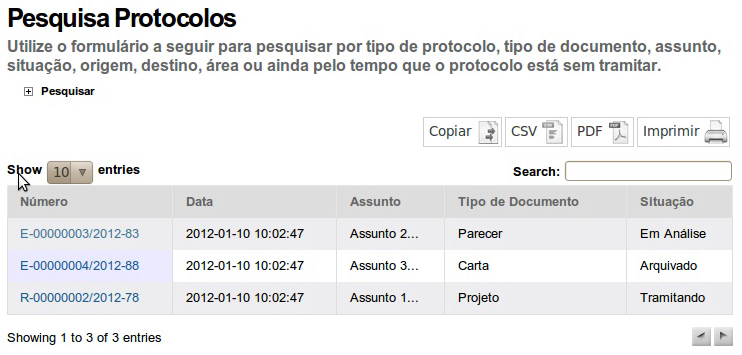 Pesquisa Protocolos
Utilize o formulário a seguir para pesquisar por tipo de protocolo, tipo de documento, assunto,
situação, origem, destino, área ou ainda pelo tempo que o protocolo está sem tramitar.
Pesquisar
Copiar CSV PDF Imprimir
Show 10 entries Search:
Número Data Assunto Tipo de Documento Situação
E-00000003/2012-83 2012-01-10 10:02:47 Assunto 2... Parecer Em Análise
E-00000004/2012-88 2012-01-10 10:02:47 Assunto 3... Carta Arquivado
R-00000002/2012-78 2012-01-10 10:02:47 Assunto 1... Projeto Tramitando
Showing 1 to 3 of 3 entries